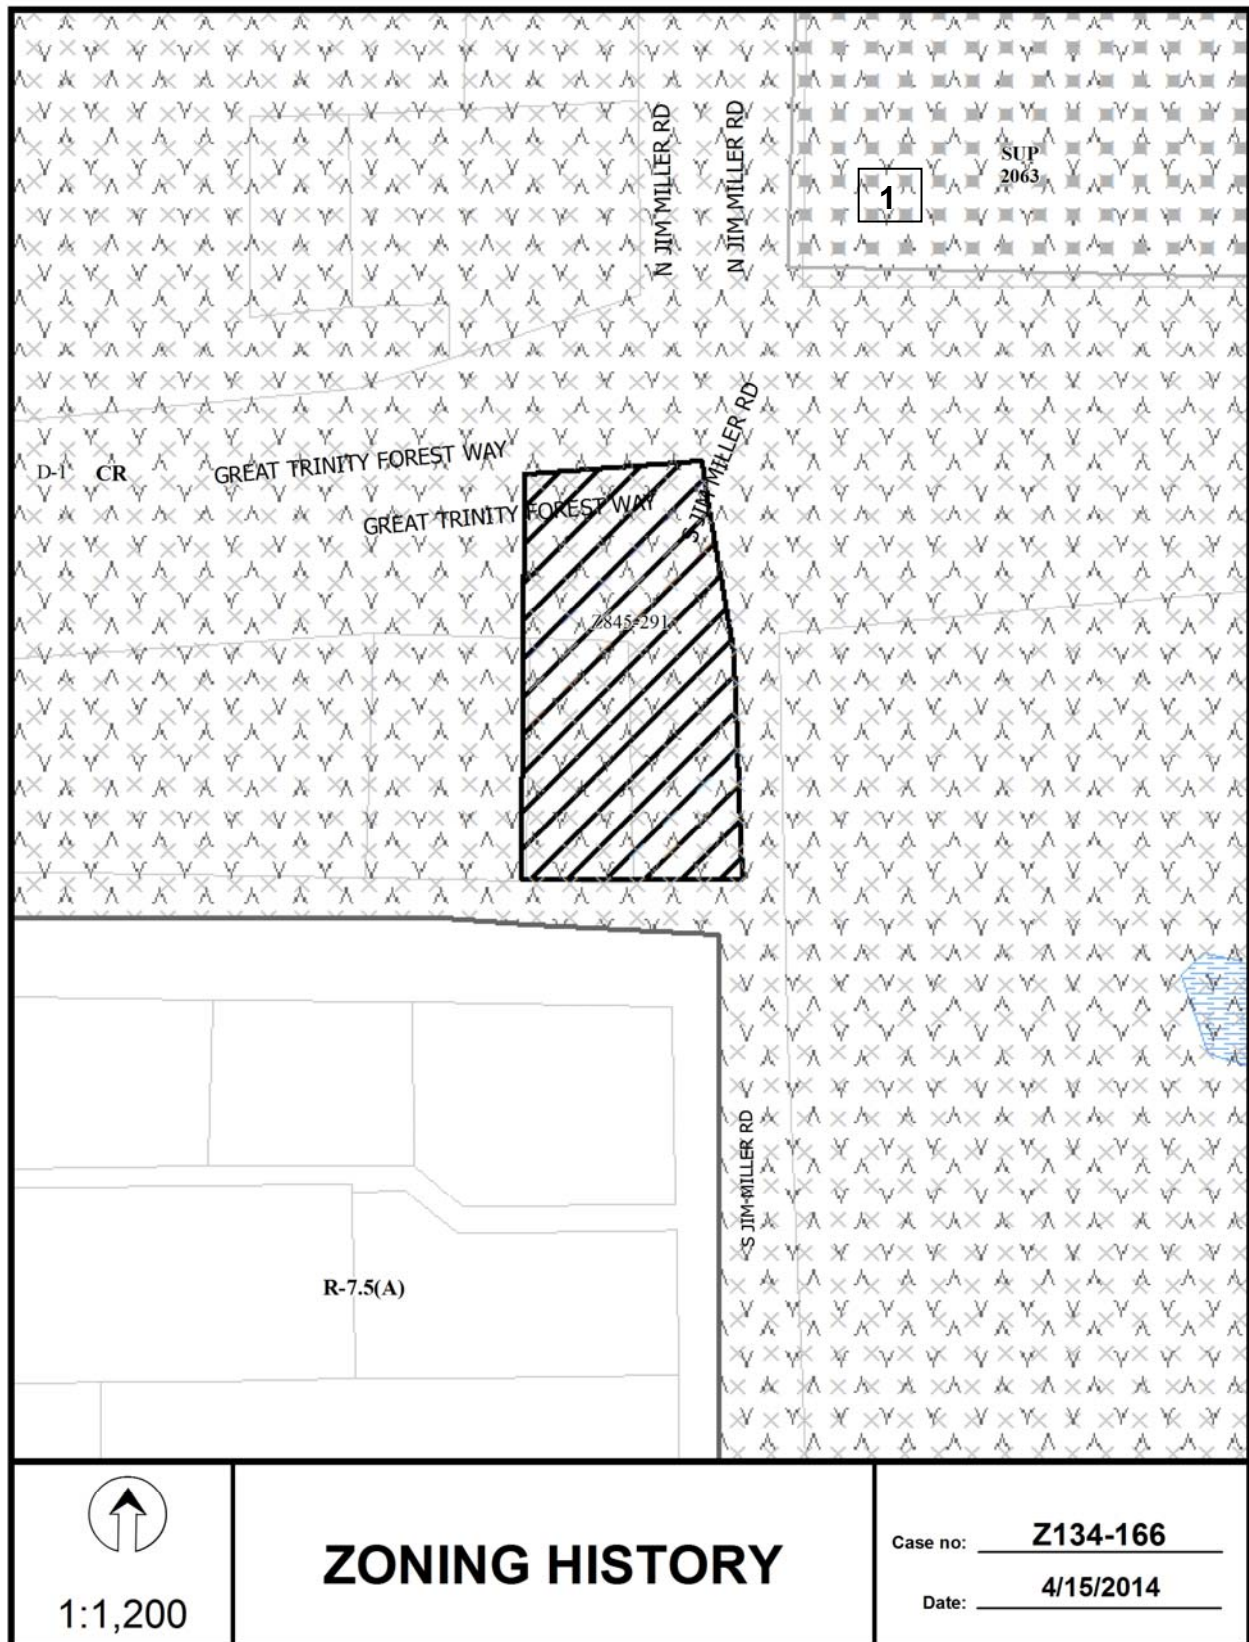 N JIM MILLER RD
N JIM MILLER RD
SUP
2063
1
S JIM MILLER RD
D-1
CR
GREAT TRINITY FOREST WAY
GREAT TRINITY FOREST WAY
Z845-291
S JIM MILLER RD
R-7.5(A)
1:1,200
ZONING HISTORY
Case no: Z134-166
Date: 4/15/2014